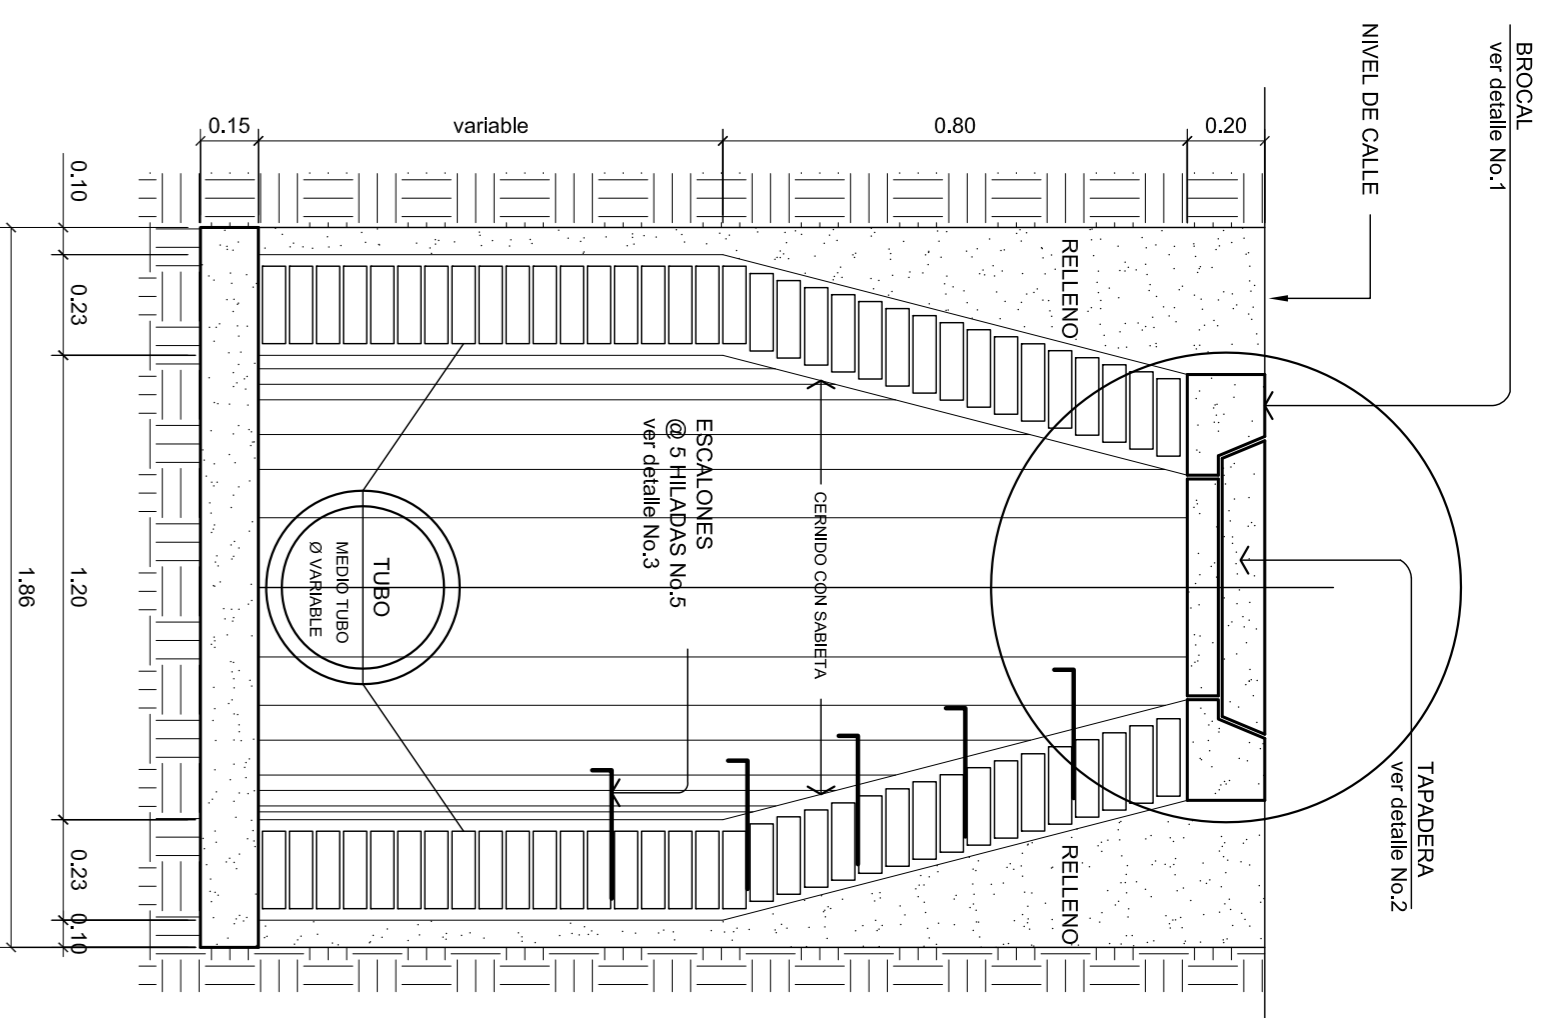 BROCAL
ver detalle No.1
NIVEL DE CALLE
TAPADERA
ver detalle No.2
0.20
0.80
variable
0.15
RELLENO
RELLENO
CERNIDO CON SABIETA
ESCALONES
@ 5 HILADAS No.5
ver detalle No.3
TUBO
MEDIO TUBO
Ø VARIABLE
0.10
0.23
1.20
0.23
0.10
1.86